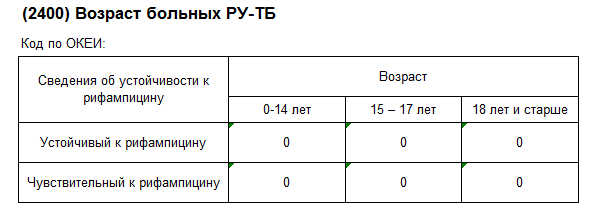 (2400) Возраст больных РУ-ТБ
Код по ОКЕИ:
Сведения об устойчивости к
рифампицину
Возраст
0-14 лет 15 – 17 лет 18 лет и старше
Устойчивый к рифампицину 0 0 0
Чувствительный к рифампицину 0 0 0